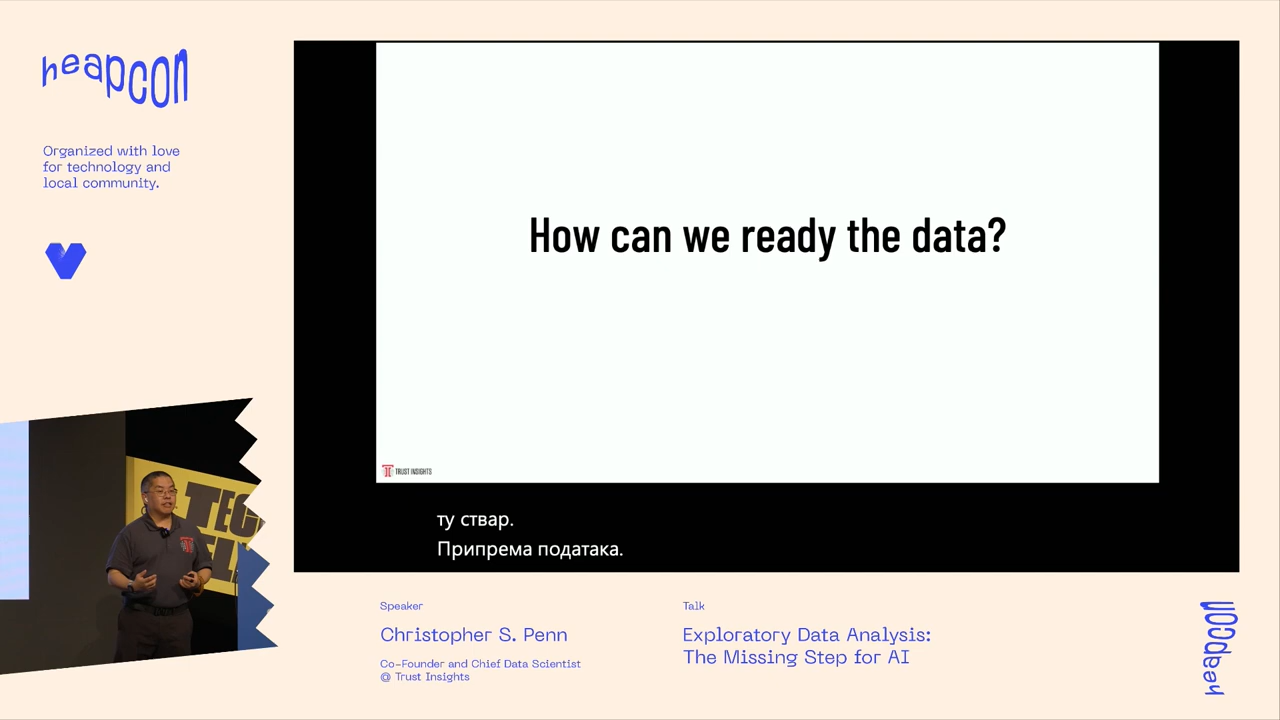 heapcon
Organized with love
for technology and
local community.
How can we ready the data?
TRUST INSIGHTS
ту ствар.
Припрема података.
TEC
Speaker
Christopher S. Penn
Co-Founder and Chief Data Scientist
@ Trust Insights
Talk
Exploratory Data Analysis:
The Missing Step for AI
heapcon